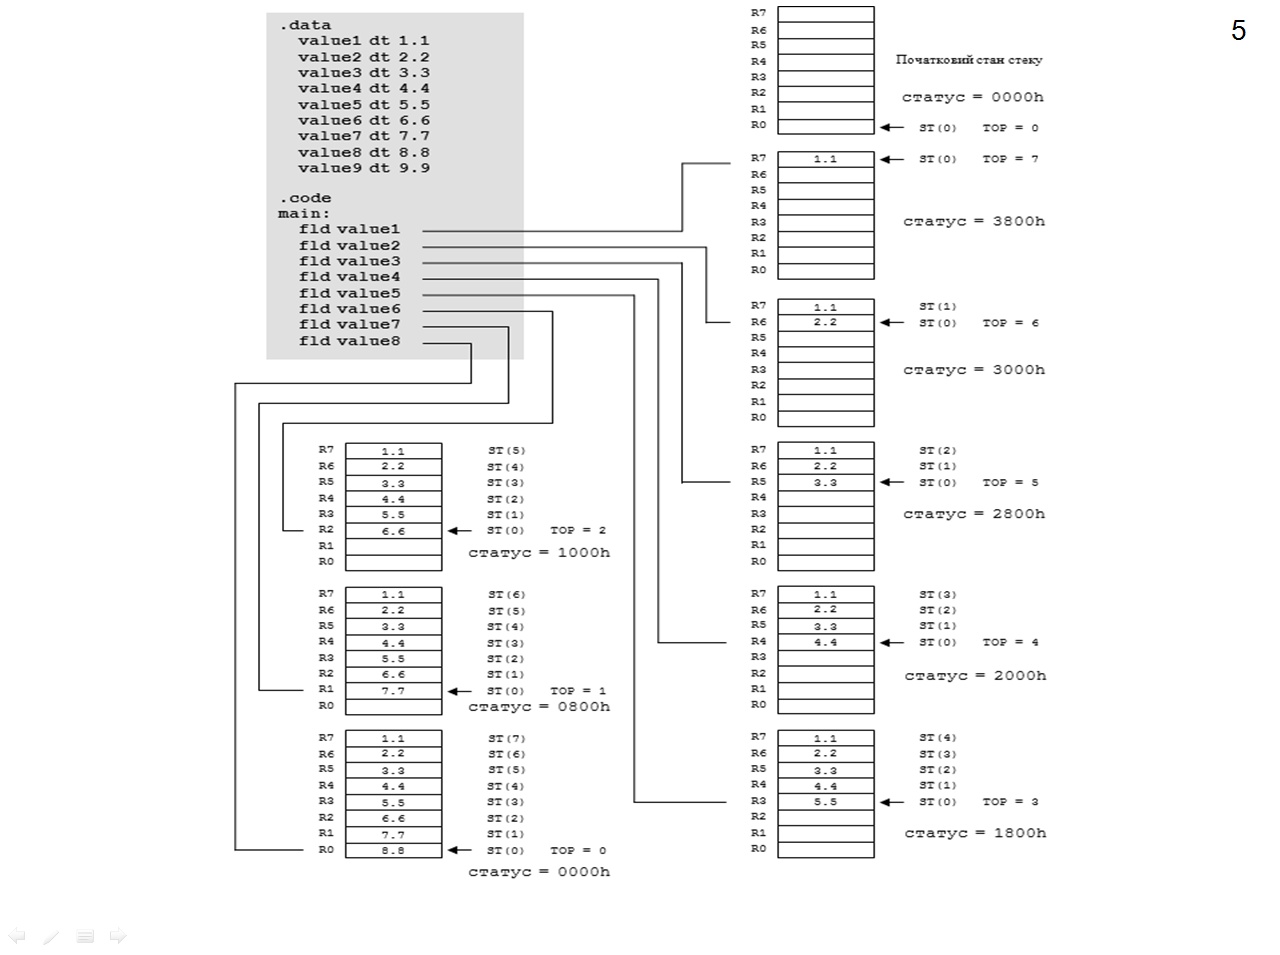 5
.data
value1 dt 1.1
value2 dt 2.2
value3 dt 3.3
value4 dt 4.4
value5 dt 5.5
value6 dt 6.6
value7 dt 7.7
value8 dt 8.8
value9 dt 9.9
.code
main:
fld value1
fld value2
fld value3
fld value4
fld value5
fld value6
fld value7
fld value8
R7
R6
R5
Початковий стан стеку
R4
R3
R2
статус = 0000h
R1
R0 ST(0) TOP = 0
R7 1.1 ST(0) TOP = 7
R6
R5
R4
R3 статус = 3800h
R2
R1
R0
R7 1.1 ST(1)
R6 2.2 ST(0) TOP = 6
R5
R4
R3 статус = 3000h
R2
R1
R0
R7 1.1 ST(2)
R6 2.2 ST(1)
R5 3.3 ST(0) TOP = 5
R4
R3 статус = 2800h
R2
R1
R0
R7 1.1 ST(3)
R6 2.2 ST(2)
R5 3.3 ST(1)
R4 4.4 ST(0) TOP = 4
R3
R2 статус = 2000h
R1
R0
R7 1.1 ST(4)
R6 2.2 ST(3)
R5 3.3 ST(2)
R4 4.4 ST(1)
R3 5.5 ST(0) TOP = 3
R2
R1 статус = 1800h
R0
R7 1.1 ST(5)
R6 2.2 ST(4)
R5 3.3 ST(3)
R4 4.4 ST(2)
R3 5.5 ST(1)
R2 6.6 ST(0) TOP = 2
R1 статус = 1000h
R0
R7 1.1 ST(6)
R6 2.2 ST(5)
R5 3.3 ST(4)
R4 4.4 ST(3)
R3 5.5 ST(2)
R2 6.6 ST(1)
R1 7.7 ST(0) TOP = 1
R0 статус = 0800h
R7 1.1 ST(7)
R6 2.2 ST(6)
R5 3.3 ST(5)
R4 4.4 ST(4)
R3 5.5 ST(3)
R2 6.6 ST(2)
R1 7.7 ST(1)
R0 8.8 ST(0) TOP = 0
статус = 0000h